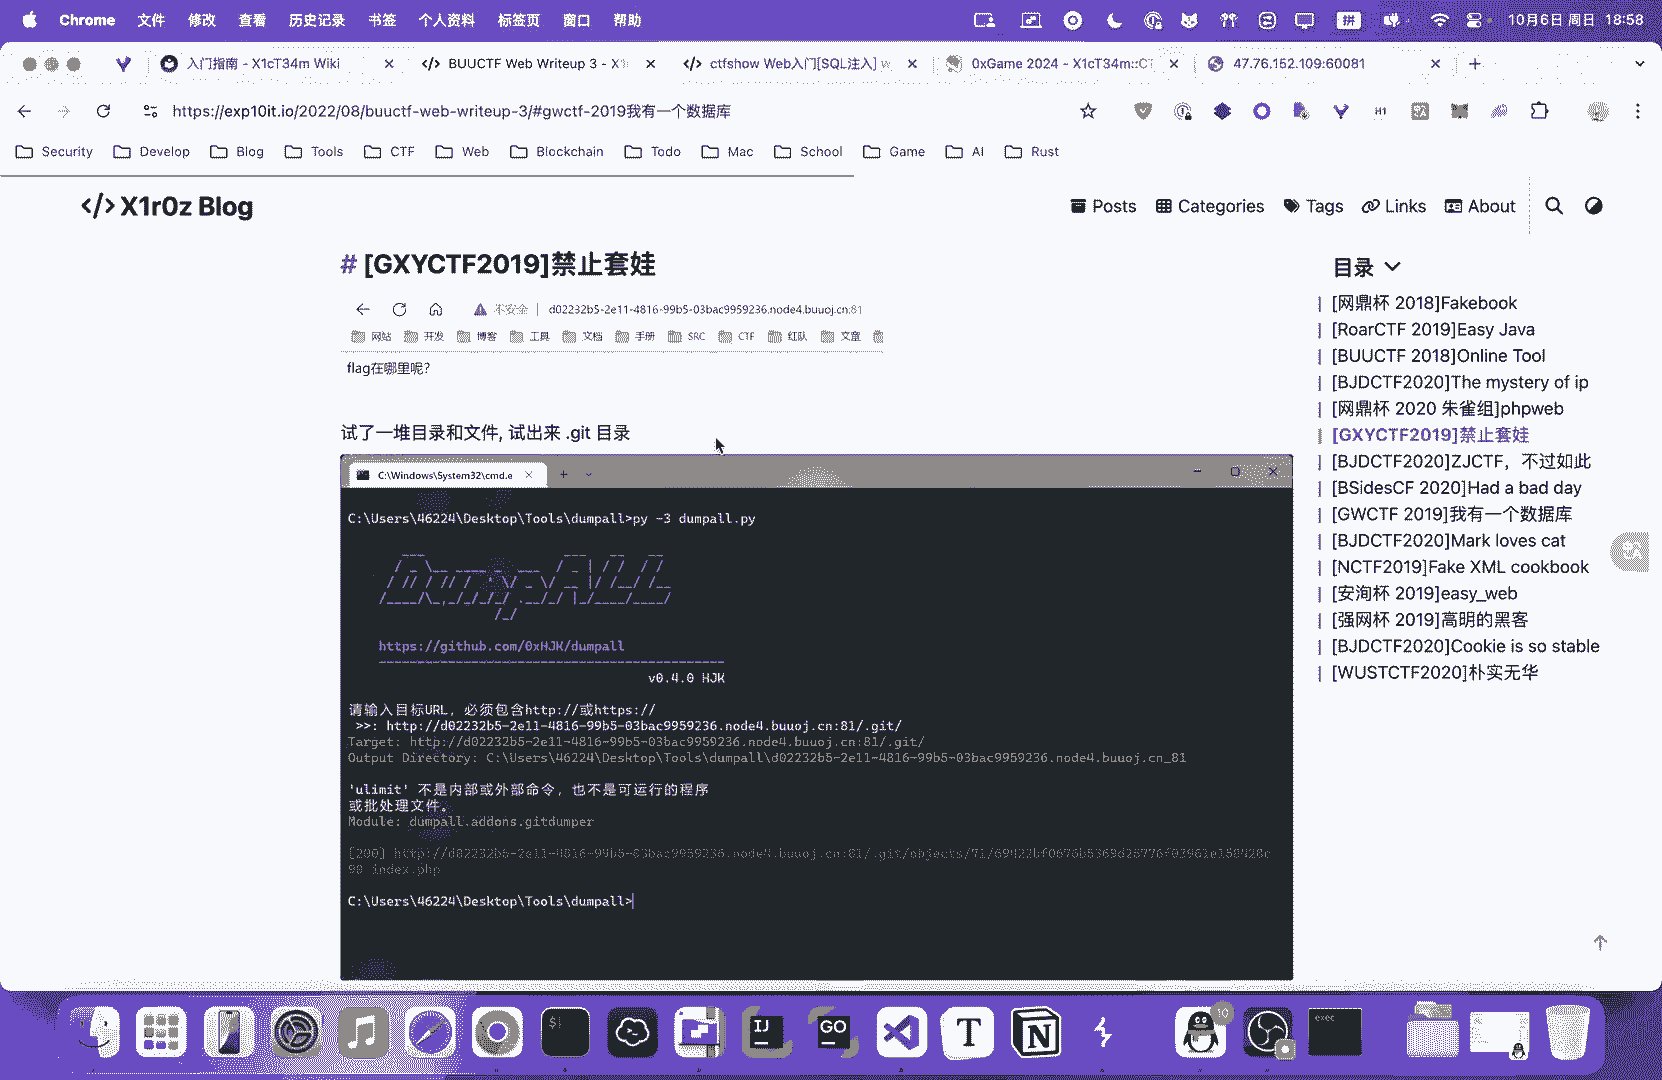 Chrome 文件 修改 查看 历史记录 书签 个人资料 标签页 窗口 帮助
拼 10月6日 周日 18:58
入门指南 - X1cT34m Wiki
BUUCTF Web Writeup 3 - X1
ctfshow Web入门[SQL注入] w
0xGame 2024 - X1cT34m::CT
47.76.152.109:60081
https://exp10it.io/2022/08/buuctf-web-writeup-3/#gwctf-2019我有一个数据库
H1
Security Develop Blog Tools CTF Web Blockchain Todo Mac School Game AI Rust
</> X1r0z Blog
Posts Categories Tags Links About
# [GXYCTF2019]禁止套娃
不安全 | d02232b5-2e11-4816-99b5-03bac9959236.node4.buuoj.cn:81
网站 开发 博客 工具 文档 手册 SRC CTF 红队 文章
flag在哪里呢?
试了一堆目录和文件, 试出来 .git 目录
C:\Windows\System32\cmd.e
C:\Users\46224\Desktop\Tools\dumpall>py -3 dumpall.py
https://github.com/0xHJK/dumpall
v0.4.0 HJK
请输入目标URL，必须包含http://或https://
>>: http://d02232b5-2e11-4816-99b5-03bac9959236.node4.buuoj.cn:81/.git/
Target: http://d02232b5-2e11-4816-99b5-03bac9959236.node4.buuoj.cn:81/.git/
Output Directory: C:\Users\46224\Desktop\Tools\dumpall\d02232b5-2e11-4816-99b5-03bac9959236.node4.buuoj.cn_81
'ulimit' 不是内部或外部命令，也不是可运行的程序
或批处理文件。
Module: dumpall.addons.gitdumper
[200]
90 index.php
C:\Users\46224\Desktop\Tools\dumpall>
目录
[网鼎杯 2018]Fakebook
[RoarCTF 2019]Easy Java
[BUUCTF 2018]Online Tool
[BJDCTF2020]The mystery of ip
[网鼎杯 2020 朱雀组]phpweb
[GXYCTF2019]禁止套娃
[BJDCTF2020]ZJCTF，不过如此
[BSidesCF 2020]Had a bad day
[GWCTF 2019]我有一个数据库
[BJDCTF2020]Mark loves cat
[NCTF2019]Fake XML cookbook
[安洵杯 2019]easy_web
[强网杯 2019]高明的黑客
[BJDCTF2020]Cookie is so stable
[WUSTCTF2020]朴实无华
$
IJ
GO
T
N
10
exec